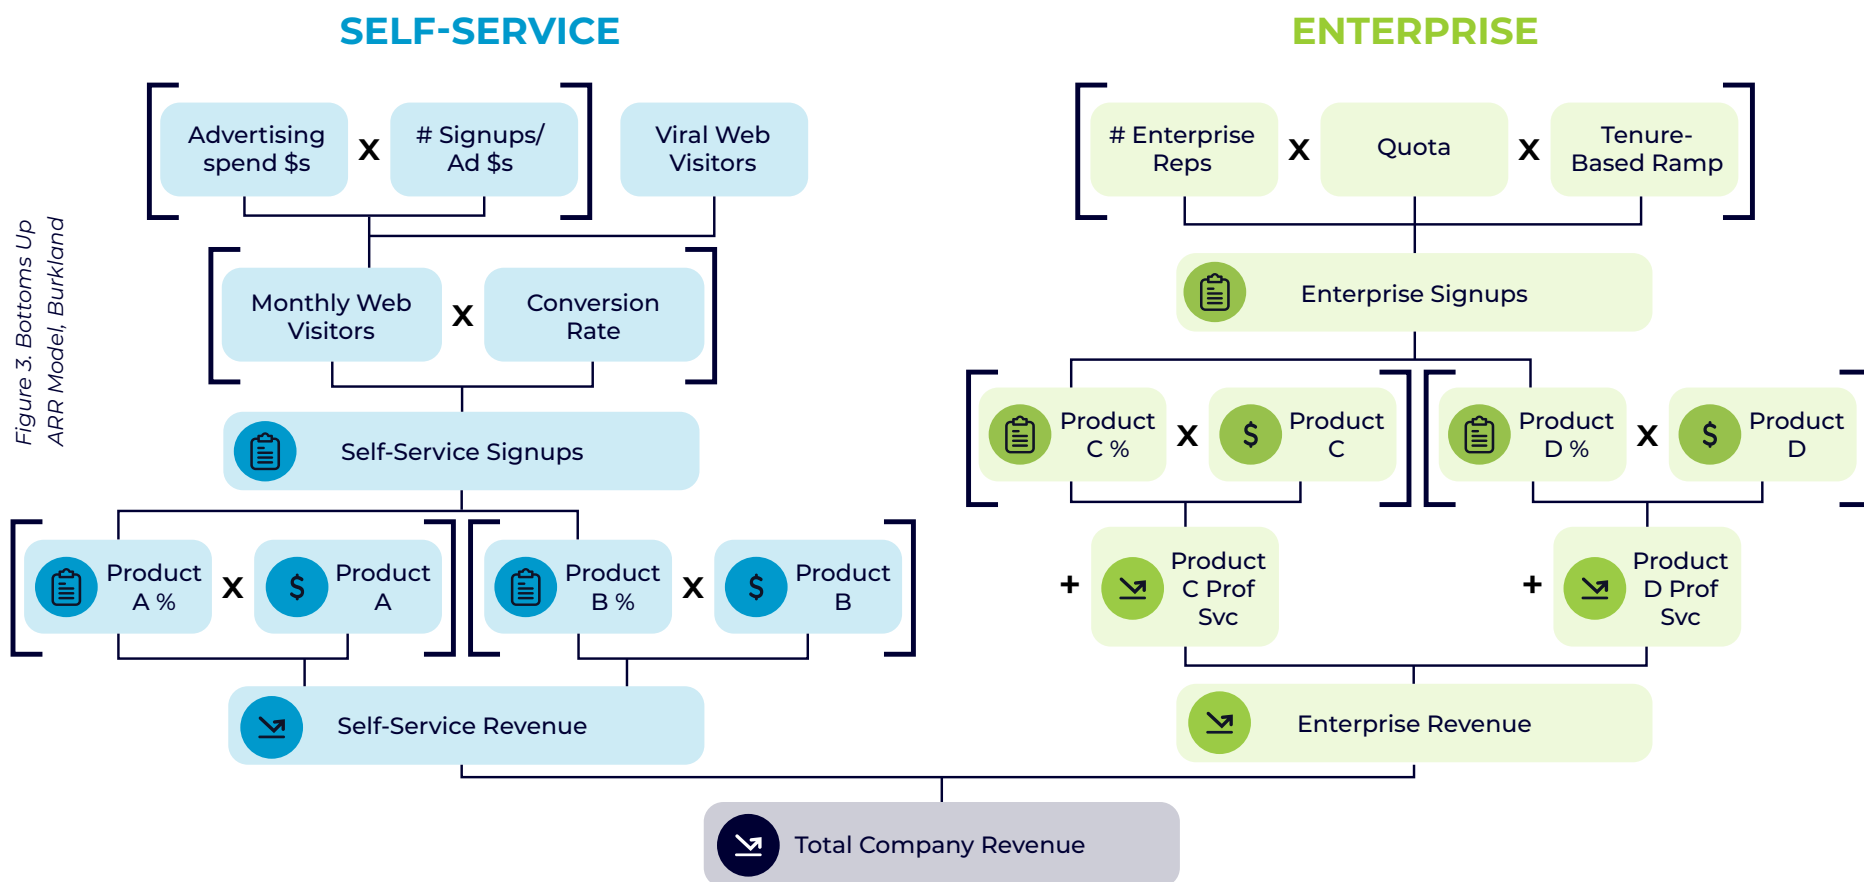 SELF-SERVICE
Advertising
spend $s
X
# Signups/
Ad $s
Viral Web
Visitors
Monthly Web
Visitors
X
Conversion
Rate
Self-Service Signups
Product
A %
X
$
Product
A
Product
B %
X
$
Product
B
Self-Service Revenue
ENTERPRISE
# Enterprise
Reps
X
Quota
X
Tenure-
Based Ramp
Enterprise Signups
Product
C %
X
$
Product
C
Product
D %
X
$
Product
D
+
Product
C Prof
Svc
+
Product
D Prof
Svc
Enterprise Revenue
Total Company Revenue
Figure 3. Bottoms Up
ARR Model, Burkland